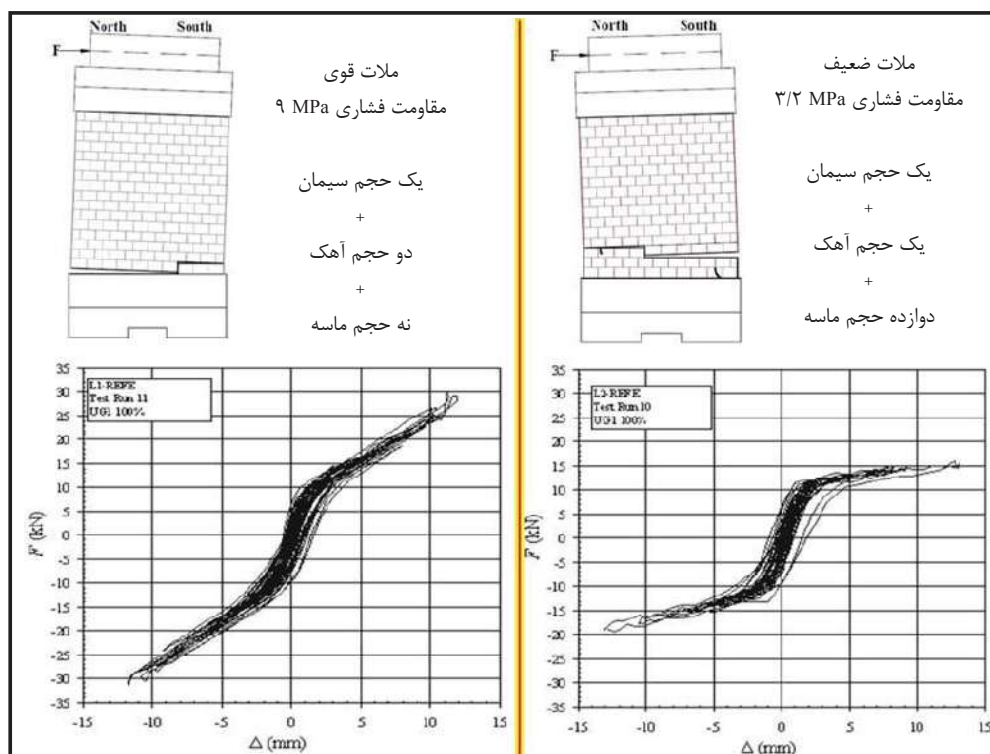 North South
F
ملات قوی
مقاومت فشاری ۹ MPa
یک حجم سیمان
+
دو حجم آهک
+
نه حجم ماسه
L1-REFE
Test Run 11
UG1 100%
35
30
25
20
15
10
5
0
-5
-10
-15
-20
-25
-30
-35
F (kN)
-15 -10 -5 0 5 10 15
Δ (mm)
North South
F
ملات ضعیف
مقاومت فشاری ۳/۲ MPa
یک حجم سیمان
+
یک حجم آهک
+
دوازده حجم ماسه
L2-REFE
Test Run 10
UG1 100%
35
30
25
20
15
10
5
0
-5
-10
-15
-20
-25
-30
-35
F (kN)
-15 -10 -5 0 5 10 15
Δ (mm)